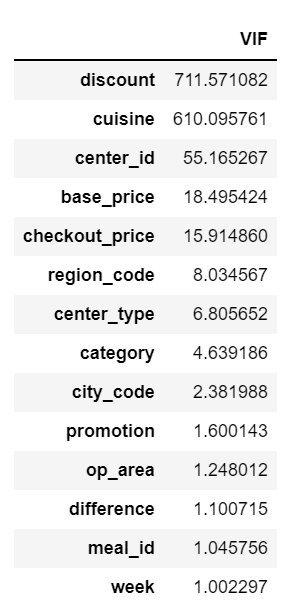 VIF
discount 711.571082
cuisine 610.095761
center_id 55.165267
base_price 18.495424
checkout_price 15.914860
region_code 8.034567
center_type 6.805652
category 4.639186
city_code 2.381988
promotion 1.600143
op_area 1.248012
difference 1.100715
meal_id 1.045756
week 1.002297